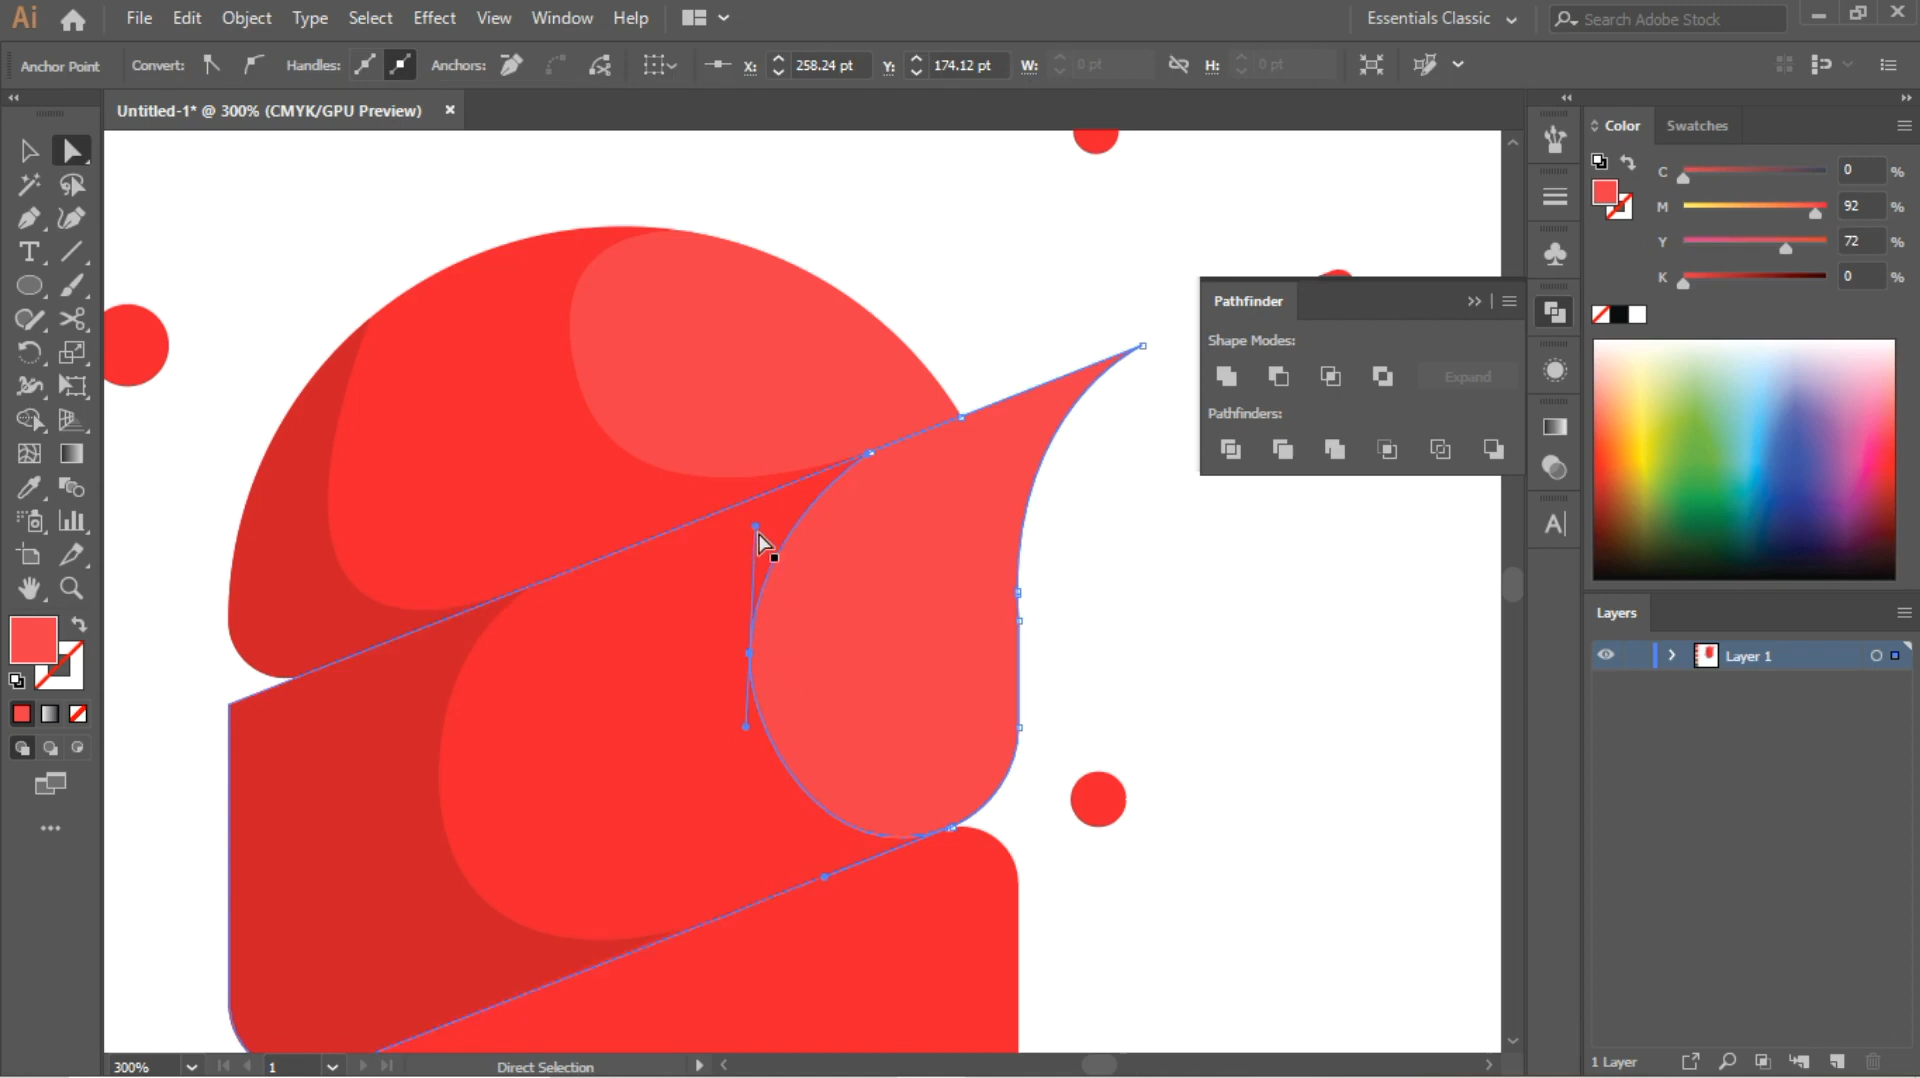 Ai File Edit Object Type Select Effect View Window Help Essentials Classic Search Adobe Stock
Anchor Point Convert: Handles: Anchors: X: 258.24 pt Y: 174.12 pt W: 0 pt H: 0 pt
Untitled-1* @ 300% (CMYK/GPU Preview)
Color Swatches
C 0 %
M 92 %
Y 72 %
K 0 %
Pathfinder
Shape Modes:
Expand
Pathfinders:
Layers
Layer 1
1 Layer
300% 1 Direct Selection